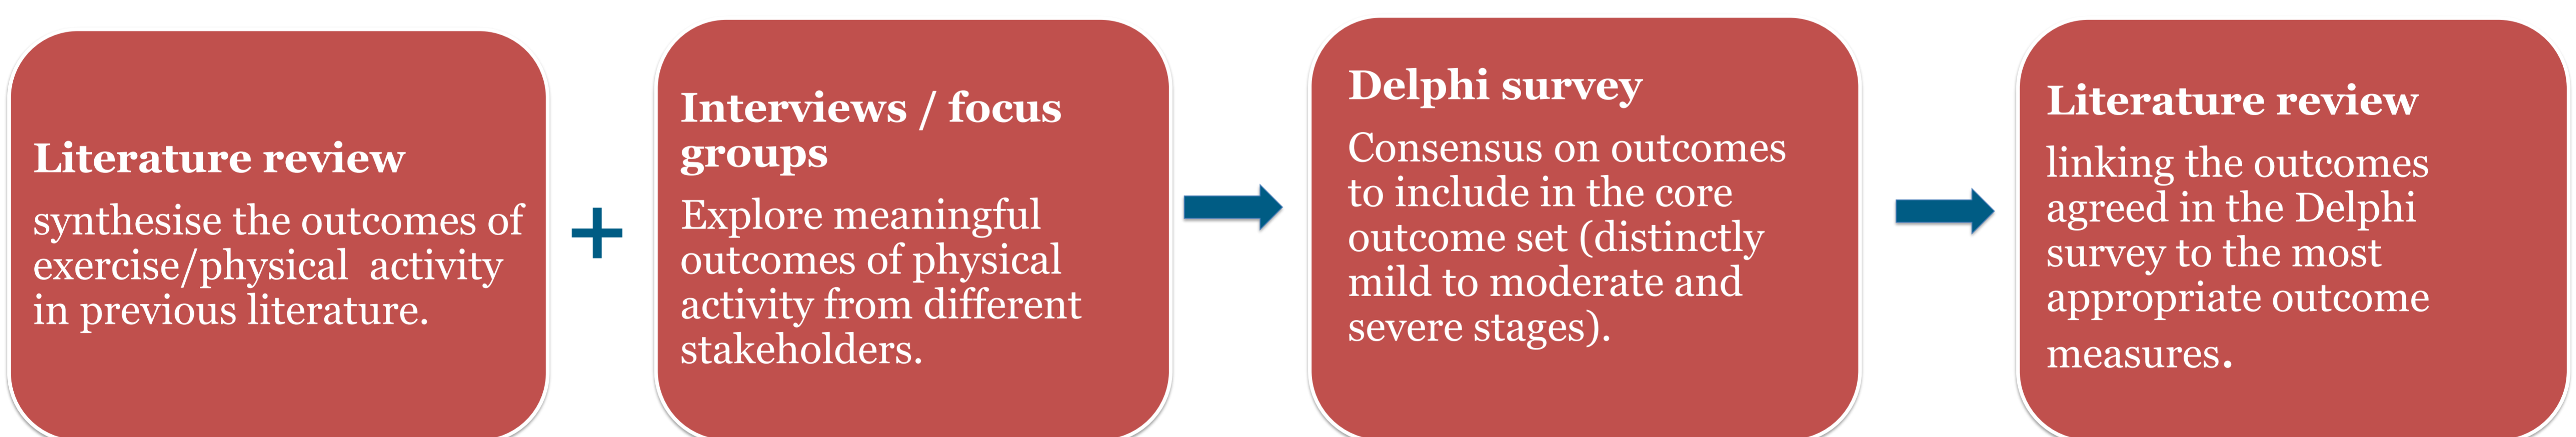 Literature review
synthesise the outcomes of
exercise/physical activity
in previous literature.
+
Interviews / focus
groups
Explore meaningful
outcomes of physical
activity from different
stakeholders.
Delphi survey
Consensus on outcomes
to include in the core
outcome set (distinctly
mild to moderate and
severe stages).
Literature review
linking the outcomes
agreed in the Delphi
survey to the most
appropriate outcome
measures.